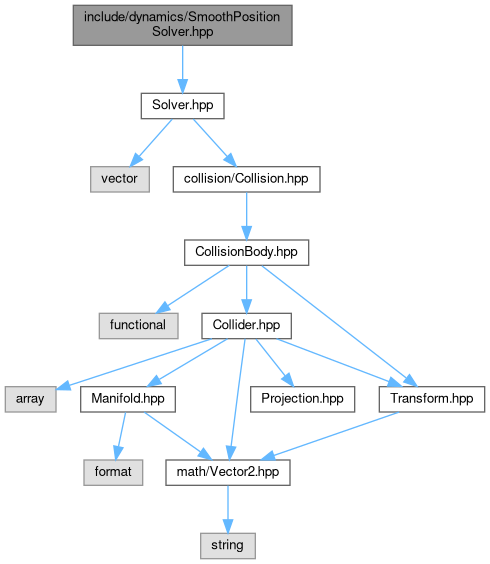 include/dynamics/SmoothPosition
Solver.hpp
Solver.hpp
vector
collision/Collision.hpp
CollisionBody.hpp
functional
Collider.hpp
array
Manifold.hpp
Projection.hpp
Transform.hpp
format
math/Vector2.hpp
string